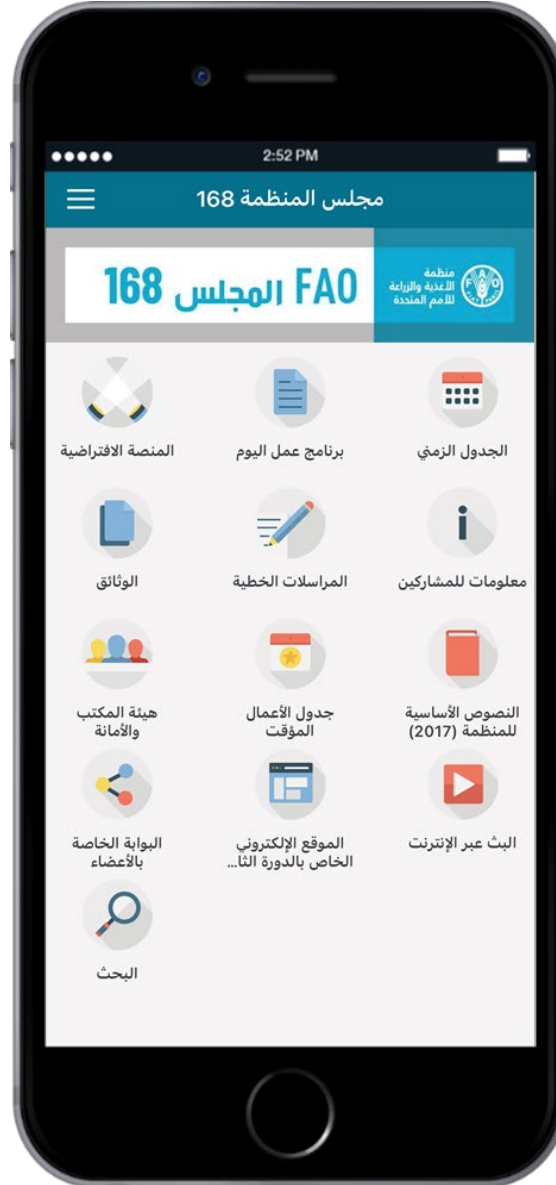 2:52 PM
مجلس المنظمة 168
FAO المجلس 168
منظمة
الأغذية والزراعة
للأمم المتحدة
الجدول الزمني
برنامج عمل اليوم
المنصة الافتراضية
معلومات للمشاركين
المراسلات الخطية
الوثائق
النصوص الأساسية
للمنظمة (2017)
جدول الأعمال
المؤقت
هيئة المكتب
والأمانة
البث عبر الإنترنت
الموقع الإلكتروني
الخاص بالدورة الثا...
البوابة الخاصة
بالأعضاء
البحث